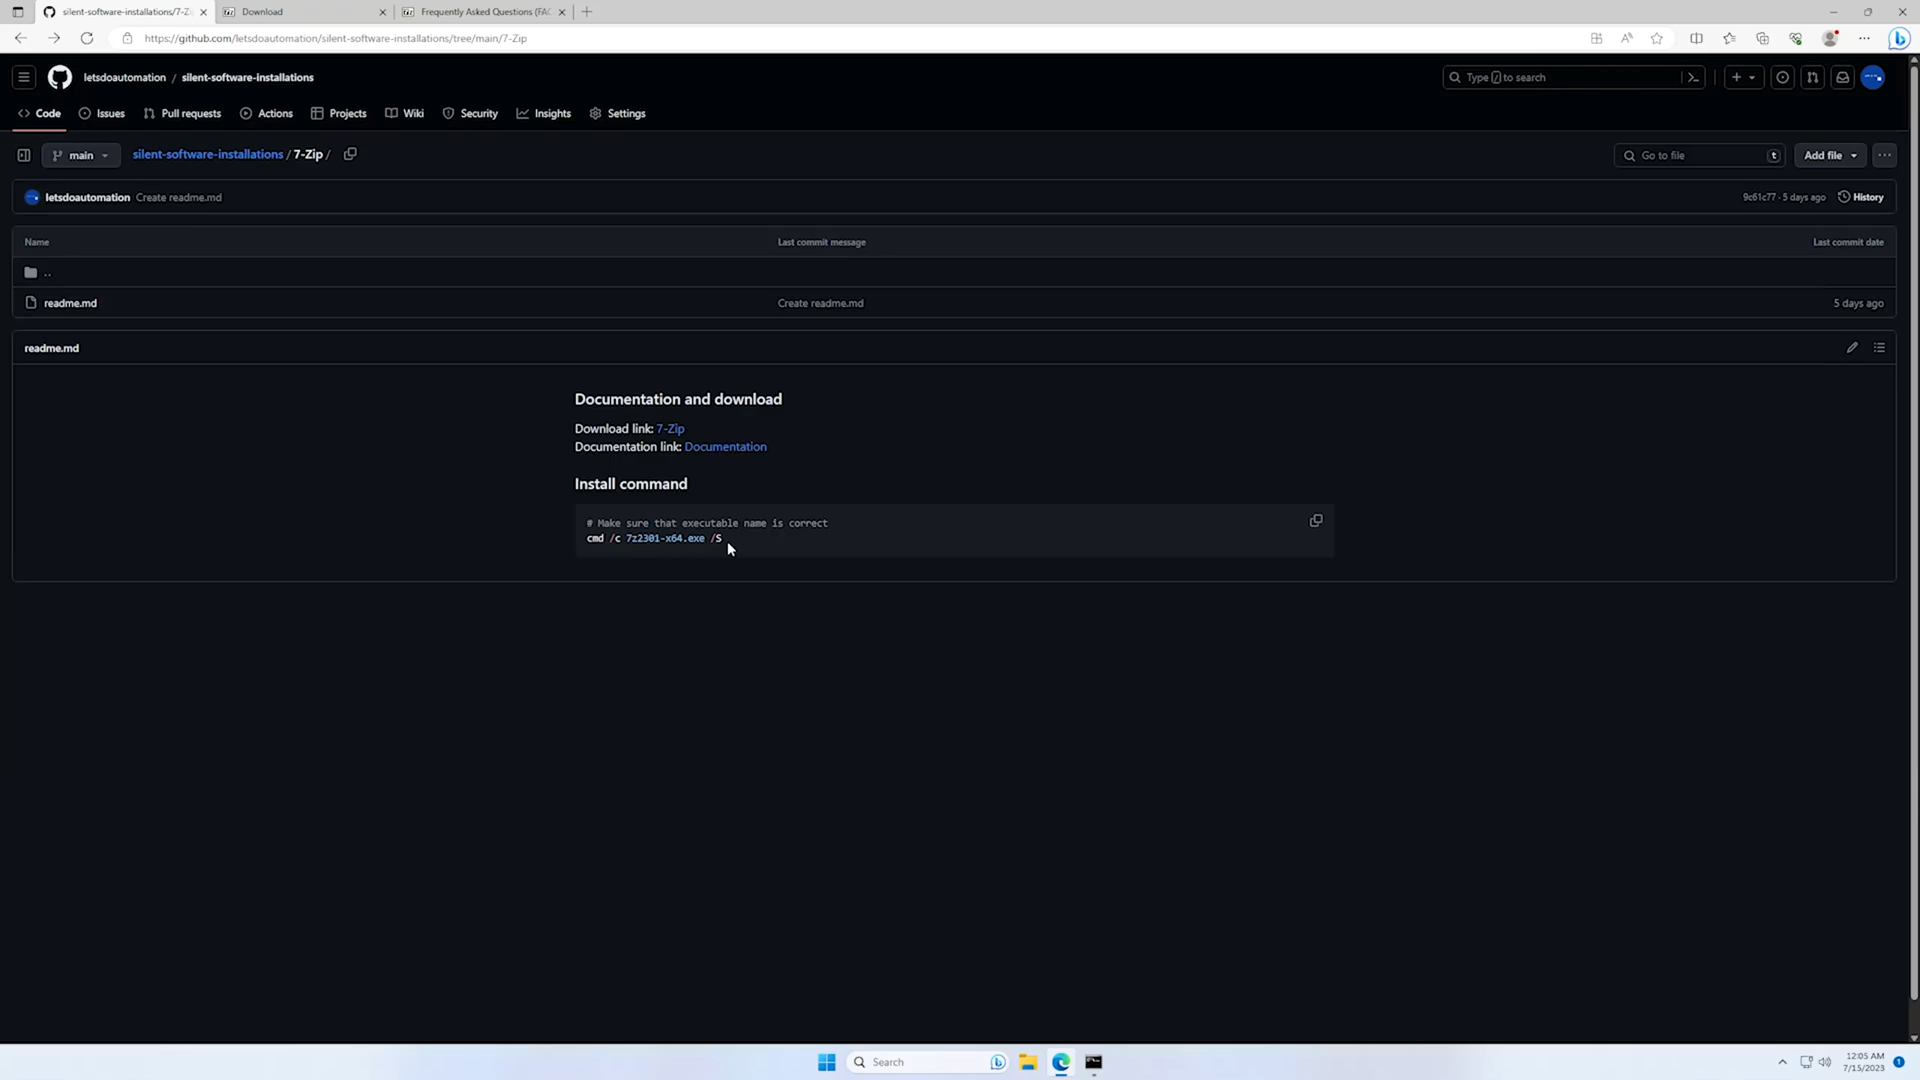 silent-software-installations/7-Zi
Download
Frequently Asked Questions (FA
https://github.com/letsdoautomation/silent-software-installations/tree/main/7-Zip
letsdoautomation / silent-software-installations
Type / to search
Code
Issues
Pull requests
Actions
Projects
Wiki
Security
Insights
Settings
main
silent-software-installations / 7-Zip /
Go to file
t
Add file
letsdoautomation Create readme.md
9c61c77 · 5 days ago
History
Name
Last commit message
Last commit date
..
readme.md
Create readme.md
5 days ago
readme.md
Documentation and download
Download link: 7-Zip
Documentation link: Documentation
Install command
# Make sure that executable name is correct
cmd /c 7z2301-x64.exe /S
Search
12:05 AM
7/15/2023
1